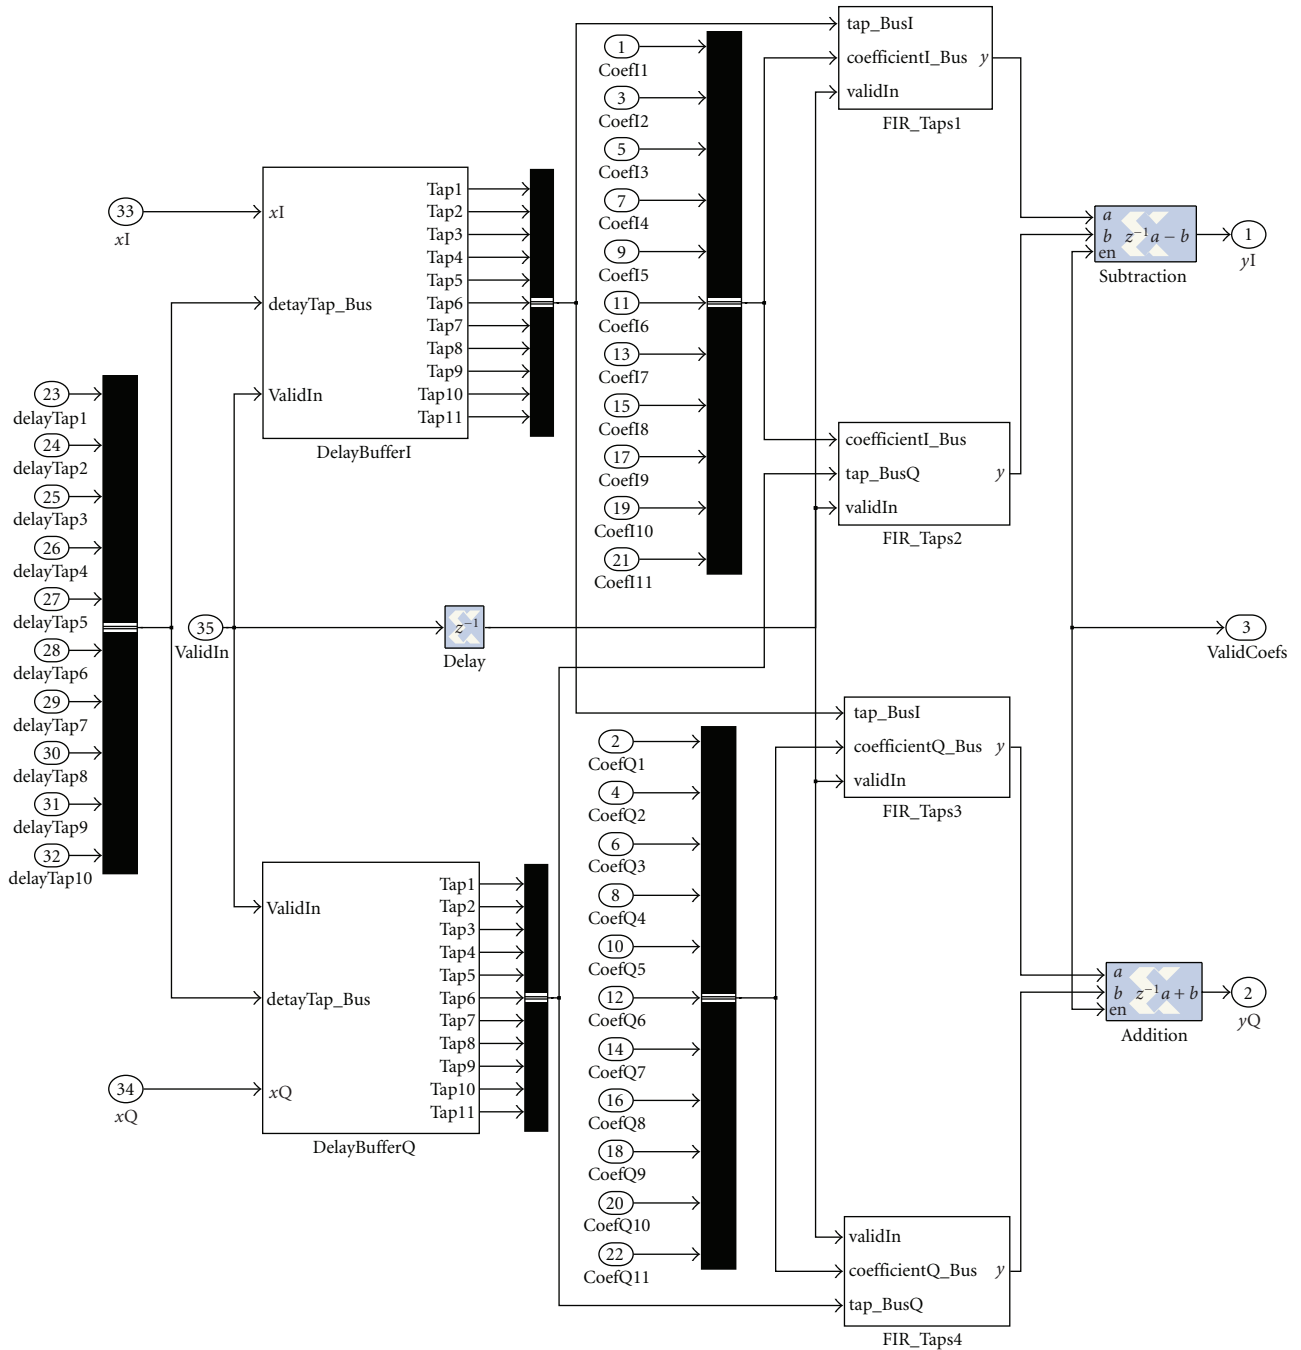 33
xI
23
delayTap1
24
delayTap2
25
delayTap3
26
delayTap4
27
delayTap5
28
delayTap6
29
delayTap7
30
delayTap8
31
delayTap9
32
delayTap10
34
xQ
35
ValidIn
xI
detayTap_Bus
ValidIn
Tap1
Tap2
Tap3
Tap4
Tap5
Tap6
Tap7
Tap8
Tap9
Tap10
Tap11
DelayBufferI
z−1
Delay
ValidIn
detayTap_Bus
xQ
Tap1
Tap2
Tap3
Tap4
Tap5
Tap6
Tap7
Tap8
Tap9
Tap10
Tap11
DelayBufferQ
1
CoefI1
3
CoefI2
5
CoefI3
7
CoefI4
9
CoefI5
11
CoefI6
13
CoefI7
15
CoefI8
17
CoefI9
19
CoefI10
21
CoefI11
2
CoefQ1
4
CoefQ2
6
CoefQ3
8
CoefQ4
10
CoefQ5
12
CoefQ6
14
CoefQ7
16
CoefQ8
18
CoefQ9
20
CoefQ10
22
CoefQ11
tap_BusI
coefficientI_Bus y
validIn
FIR_Taps1
coefficientI_Bus
tap_BusQ y
validIn
FIR_Taps2
tap_BusI
coefficientQ_Bus y
validIn
FIR_Taps3
validIn
coefficientQ_Bus y
tap_BusQ
FIR_Taps4
a
b z−1 a − b
en
Subtraction
1
yI
3
ValidCoefs
a
b z−1 a + b
en
Addition
2
yQ